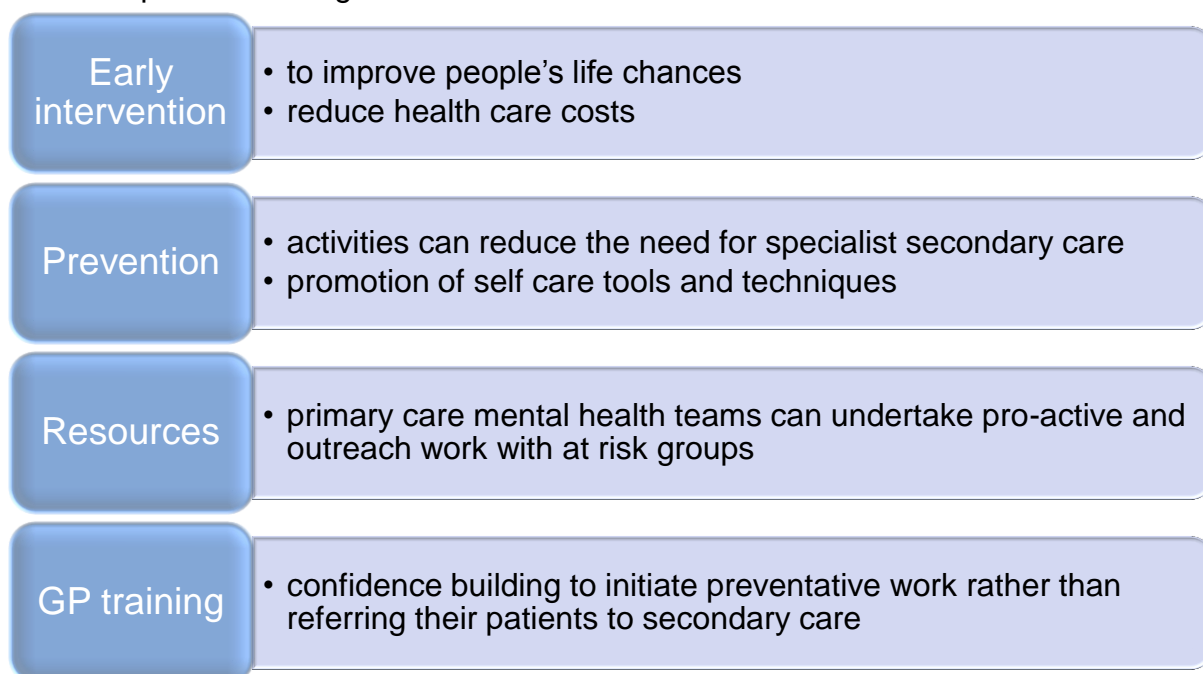 Early
intervention
• to improve people's life chances
• reduce health care costs
Prevention
• activities can reduce the need for specialist secondary care
• promotion of self care tools and techniques
Resources
• primary care mental health teams can undertake pro-active and
outreach work with at risk groups
GP training
• confidence building to initiate preventative work rather than
referring their patients to secondary care